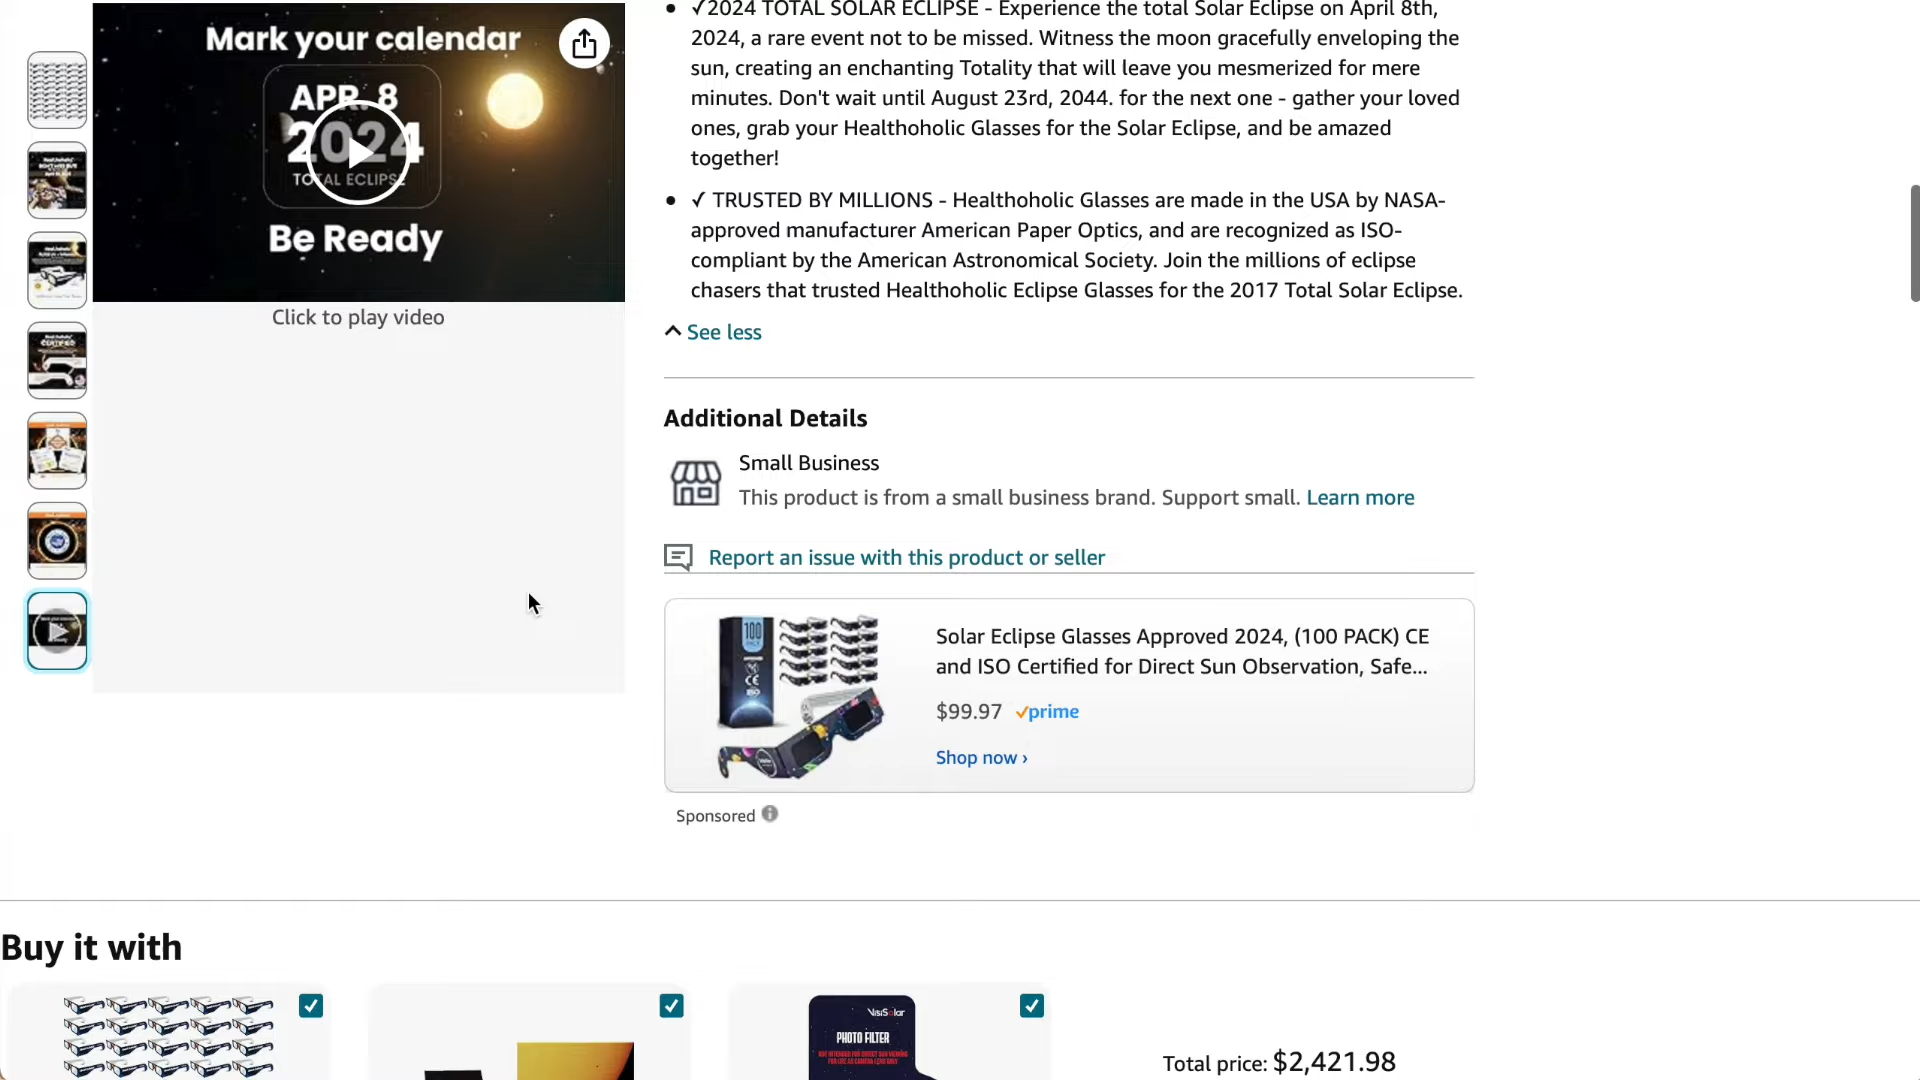 Mark your calendar
APR. 8
2024
TOTAL ECLIPSE
Be Ready
Click to play video
✓2024 TOTAL SOLAR ECLIPSE - Experience the total Solar Eclipse on April 8th,
2024, a rare event not to be missed. Witness the moon gracefully enveloping the
sun, creating an enchanting Totality that will leave you mesmerized for mere
minutes. Don't wait until August 23rd, 2044. for the next one - gather your loved
ones, grab your Healthoholic Glasses for the Solar Eclipse, and be amazed
together!
✓ TRUSTED BY MILLIONS - Healthoholic Glasses are made in the USA by NASA-
approved manufacturer American Paper Optics, and are recognized as ISO-
compliant by the American Astronomical Society. Join the millions of eclipse
chasers that trusted Healthoholic Eclipse Glasses for the 2017 Total Solar Eclipse.
See less
Additional Details
Small Business
This product is from a small business brand. Support small. Learn more
Report an issue with this product or seller
100
CE
ISO
Solar Eclipse Glasses Approved 2024, (100 PACK) CE
and ISO Certified for Direct Sun Observation, Safe...
$99.97 prime
Shop now ›
Sponsored
Buy it with
VisiSolar
PHOTO FILTER
Total price: $2,421.98